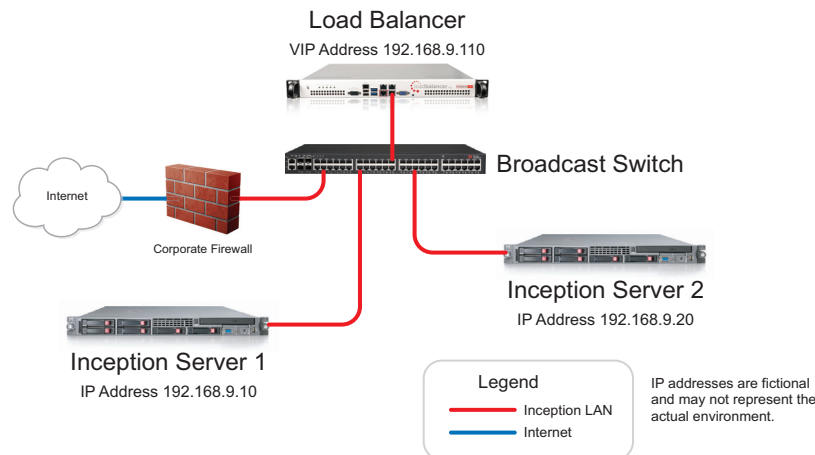 Load Balancer
VIP Address 192.168.9.110
Broadcast Switch
Internet
Corporate Firewall
Inception Server 2
IP Address 192.168.9.20
Inception Server 1
IP Address 192.168.9.10
Legend
Inception LAN
Internet
IP addresses are fictional
and may not represent the
actual environment.